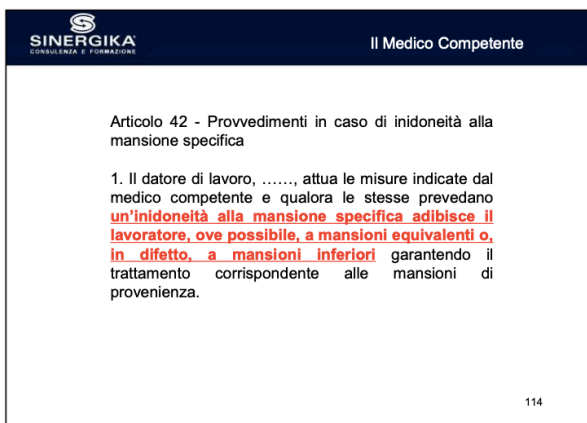 SINERGIKA
CONSULENZA E FORMAZIONE
Il Medico Competente
Articolo 42 - Provvedimenti in caso di inidoneità alla
mansione specifica
1. Il datore di lavoro, ……, attua le misure indicate dal
medico competente e qualora le stesse prevedano
un'inidoneità alla mansione specifica adibisce il
lavoratore, ove possibile, a mansioni equivalenti o,
in difetto, a mansioni inferiori garantendo il
trattamento corrispondente alle mansioni di
provenienza.
114